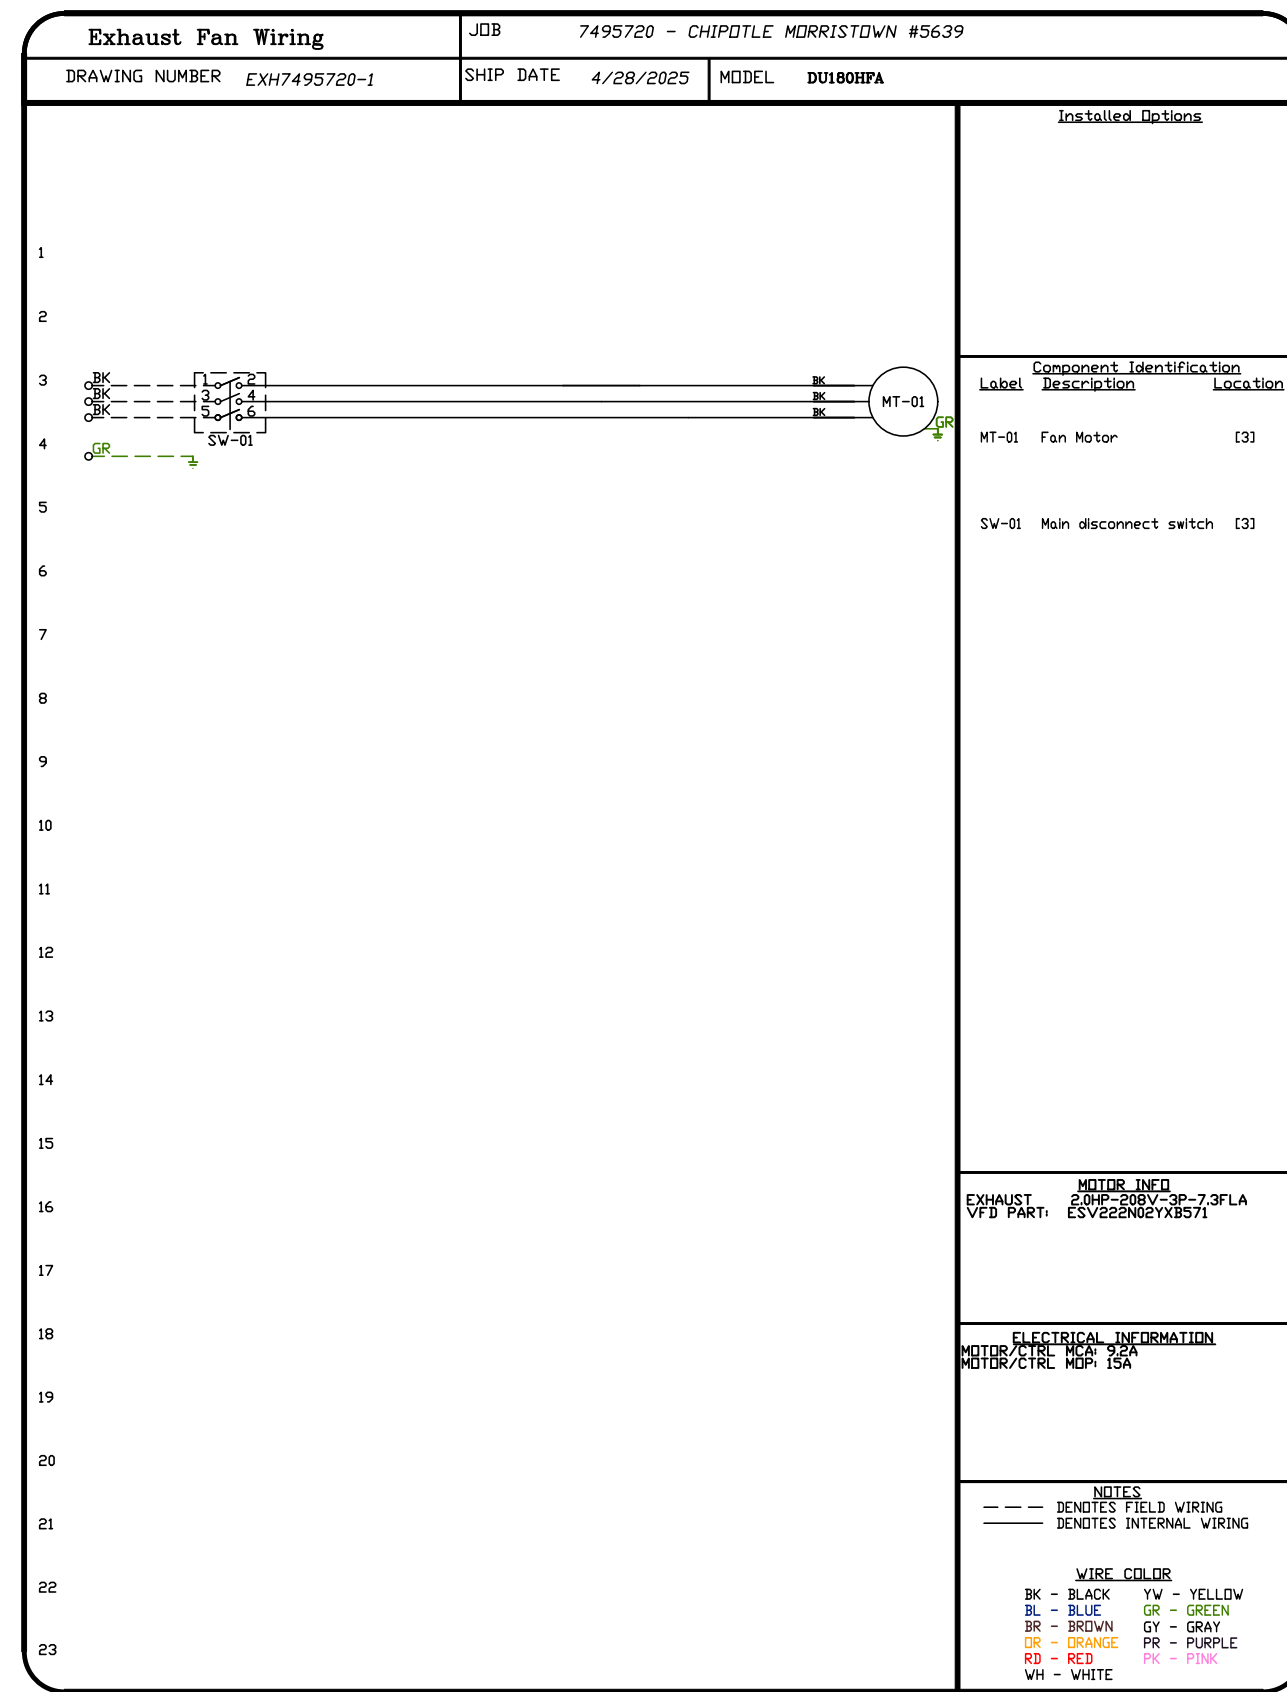 Exhaust Fan Wiring
JOB 7495720 - CHIPOTLE MORRISTOWN #5639
DRAWING NUMBER EXH7495720-1
SHIP DATE 4/28/2025
MODEL DU180HFA
Installed Options
1
2
3
4
5
6
7
8
9
10
11
12
13
14
15
16
17
18
19
20
21
22
23
BK 1 2 BK
BK 3 4 BK MT-01
BK 5 6 BK
GR
SW-01
GR
Component Identification
Label Description Location
MT-01 Fan Motor [3]
SW-01 Main disconnect switch [3]
MOTOR INFO
EXHAUST 2.0HP-208V-3P-7.3FLA
VFD PART: ESV222N02YXB571
ELECTRICAL INFORMATION
MOTOR/CTRL MCA: 9.2A
MOTOR/CTRL MOP: 15A
NOTES
DENOTES FIELD WIRING
DENOTES INTERNAL WIRING
WIRE COLOR
BK - BLACK YW - YELLOW
BL - BLUE GR - GREEN
BR - BROWN GY - GRAY
OR - ORANGE PR - PURPLE
RD - RED PK - PINK
WH - WHITE